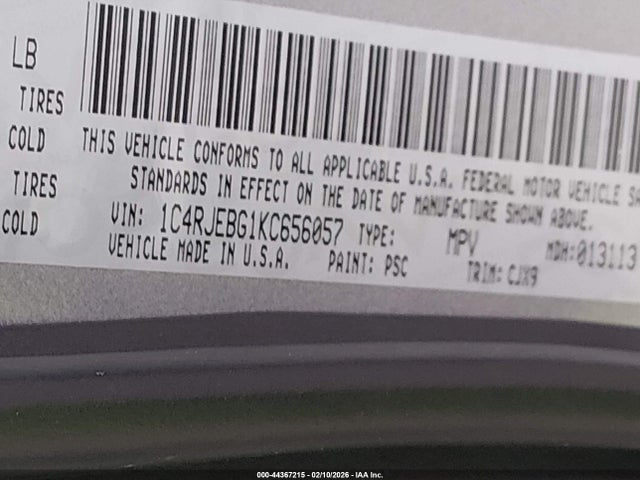 LB
TIRES
COLD
TIRES
COLD
THIS VEHICLE CONFORMS TO ALL APPLICABLE U.S.A. FEDERAL MOTOR VEHICLE SA
STANDARDS IN EFFECT ON THE DATE OF MANUFACTURE SHOWN ABOVE.
VIN: 1C4RJEBG1KC656057 TYPE: MPV MDH:013113
VEHICLE MADE IN U.S.A. PAINT: PSC TRIM: CJX9
000-44367215 - 02/10/2026 - IAA Inc.